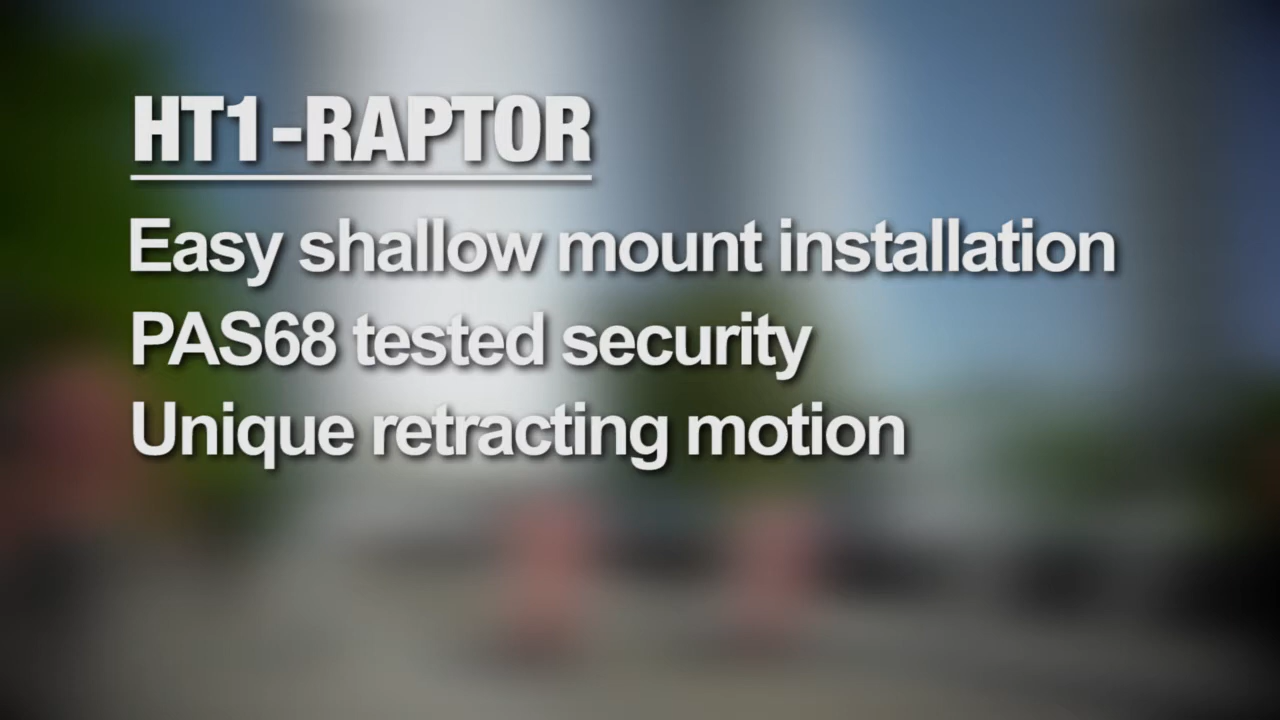 HT1-RAPTOR
Easy shallow mount installation
PAS68 tested security
Unique retracting motion